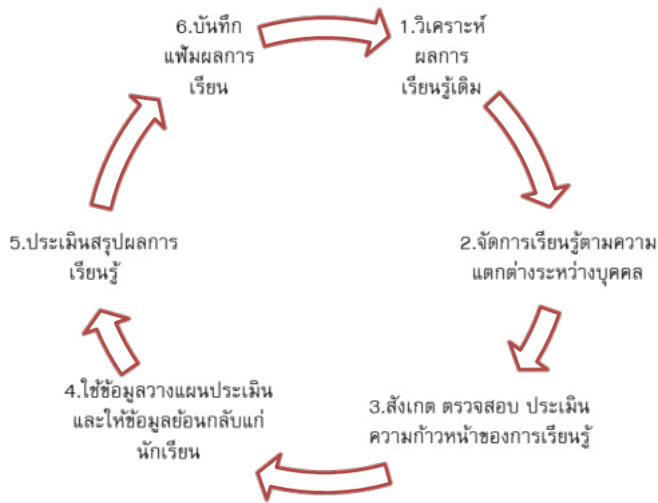 1.วิเคราะห์
ผลการ
เรียนรู้เดิม
2.จัดการเรียนรู้ตามความ
แตกต่างระหว่างบุคคล
3.สังเกต ตรวจสอบ ประเมิน
ความก้าวหน้าของการเรียนรู้
4.ใช้ข้อมูลวางแผนประเมิน
และให้ข้อมูลย้อนกลับแก่
นักเรียน
5.ประเมินสรุปผลการ
เรียนรู้
6.บันทึก
แฟ้มผลการ
เรียน